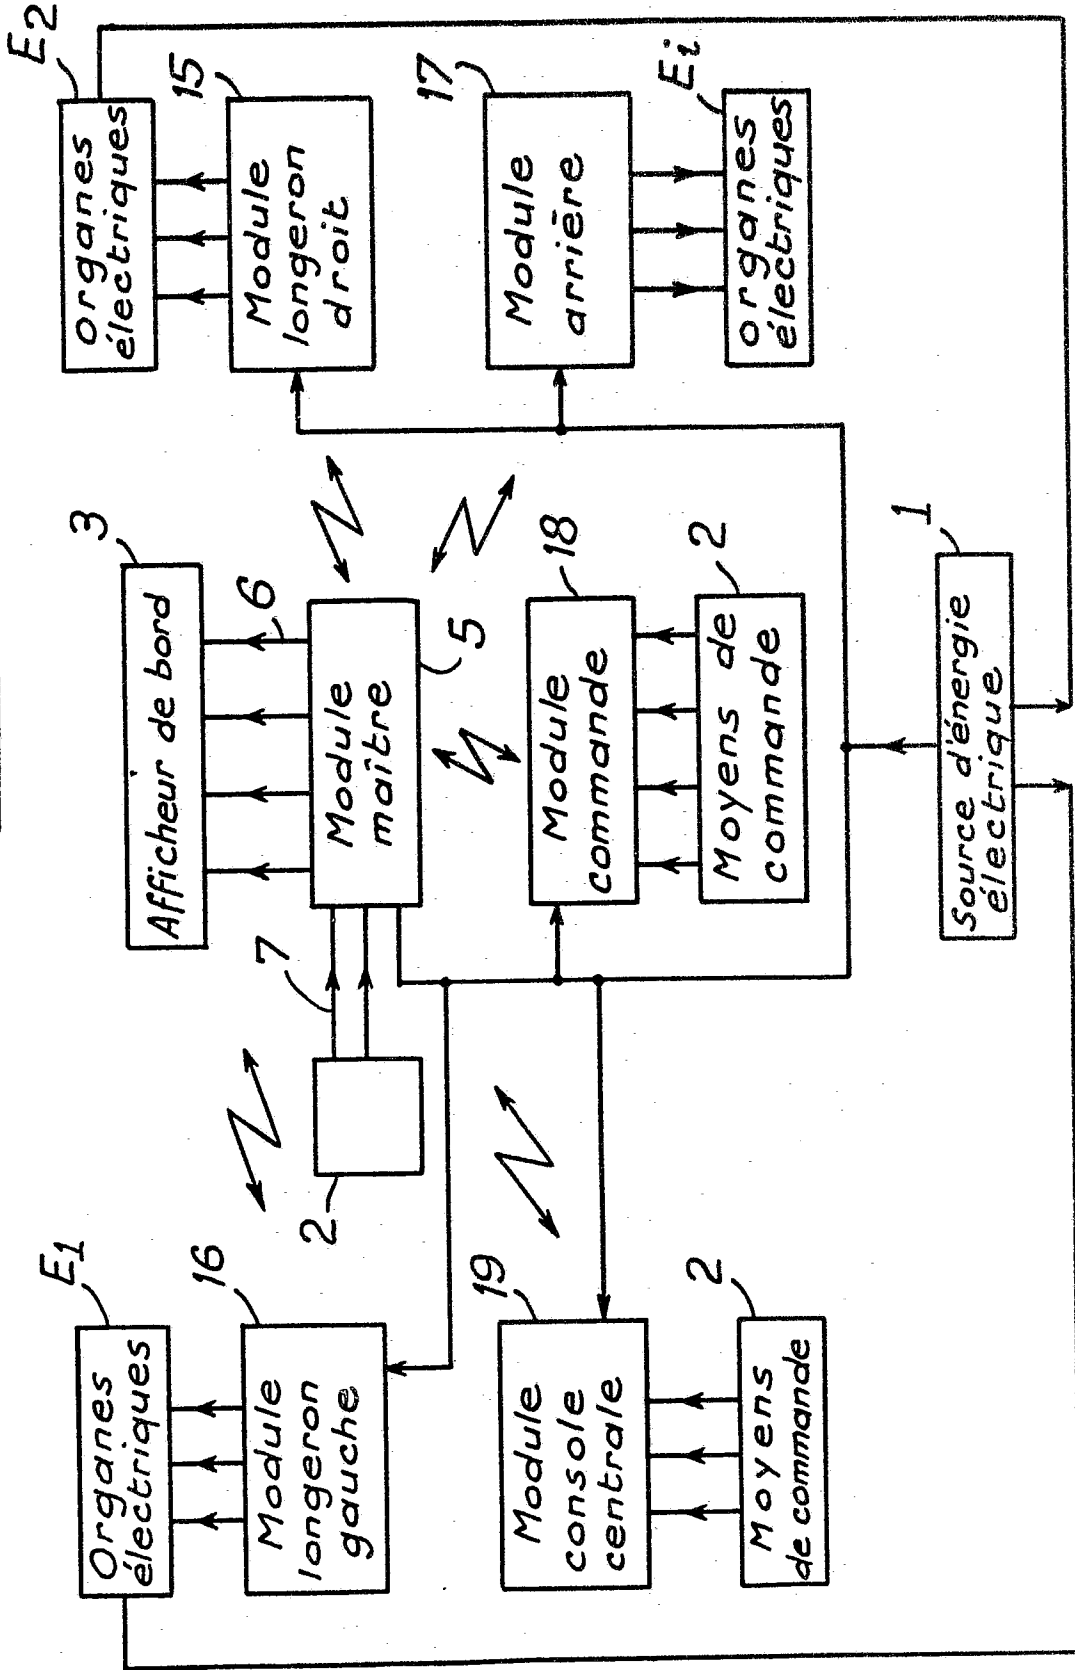 E1
Organes
électriques
16
Module
longeron
gauche
3
Afficheur de bord
6
7
2
Module
maître
5
E2
Organes
électriques
15
Module
longeron
droit
19
Module
console
centrale
2
Moyens
de commande
18
Module
commande
2
Moyens de
commande
17
Module
arrière
Ei
organes
électriques
1
Source d'énergie
électrique